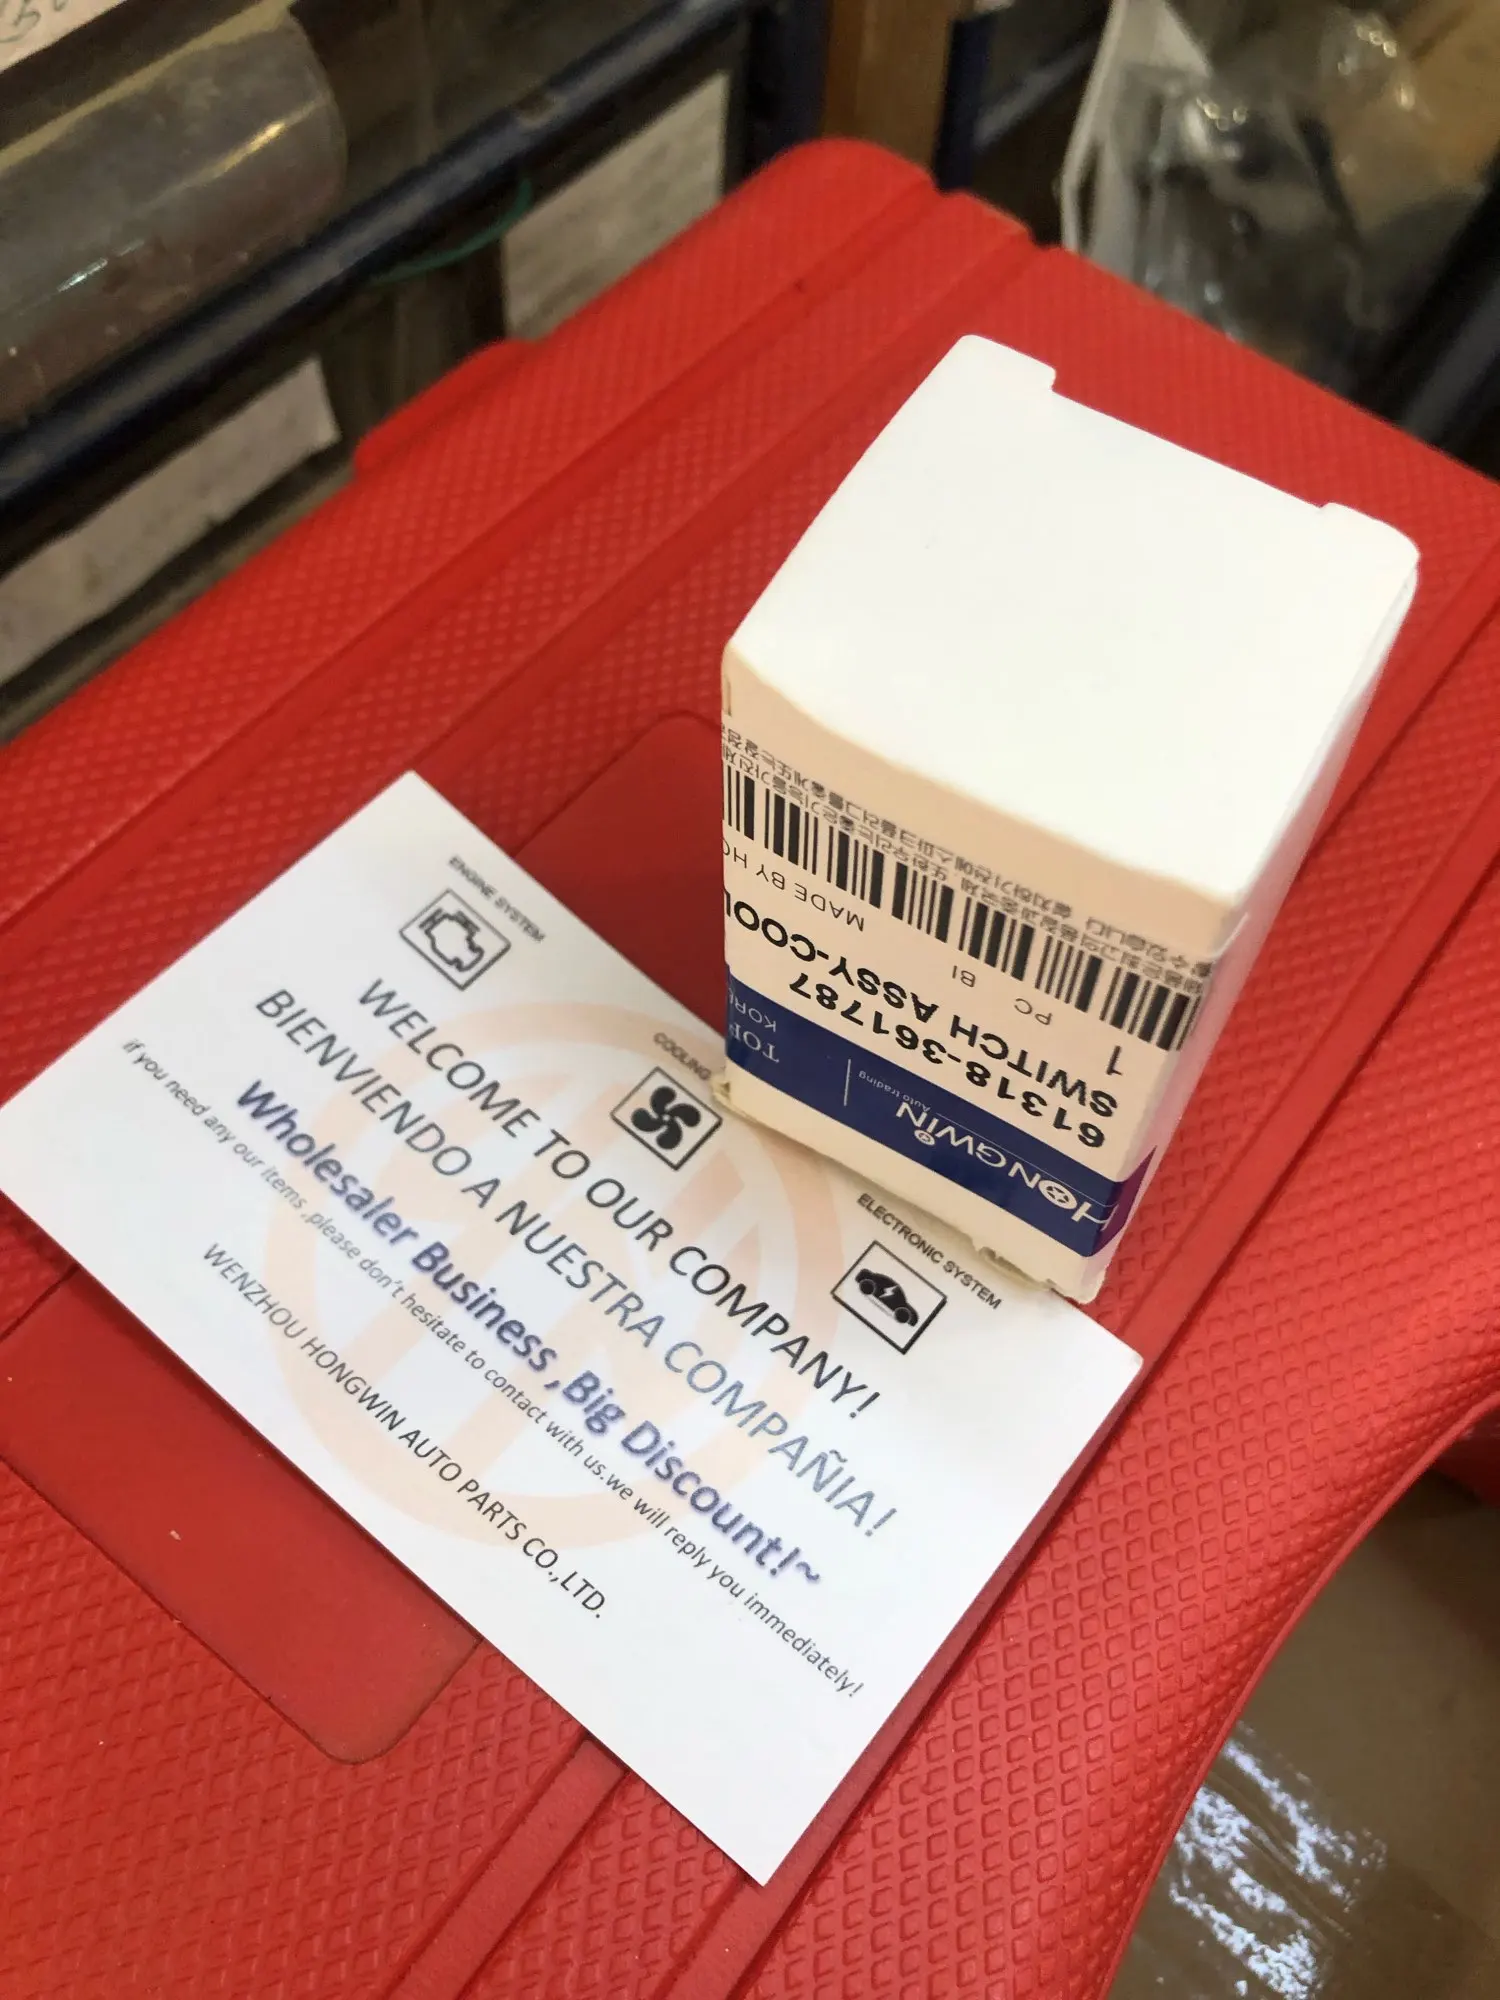 ENGINE SYSTEM
COOLING
ELECTRONIC SYSTEM
WELCOME TO OUR COMPANY!
BIENVIENDO A NUESTRA COMPAÑIA!
Wholesaler Business ,Big Discount!~
if you need any our items ,please don't hesitate to contact with us.we will reply you immediately!
WENZHOU HONGWIN AUTO PARTS CO.,LTD.
HONGWIN
Auto trading
TOP
KORE
61318-361787
SWITCH ASSY-COOL
1 PC BI
MADE BY HO